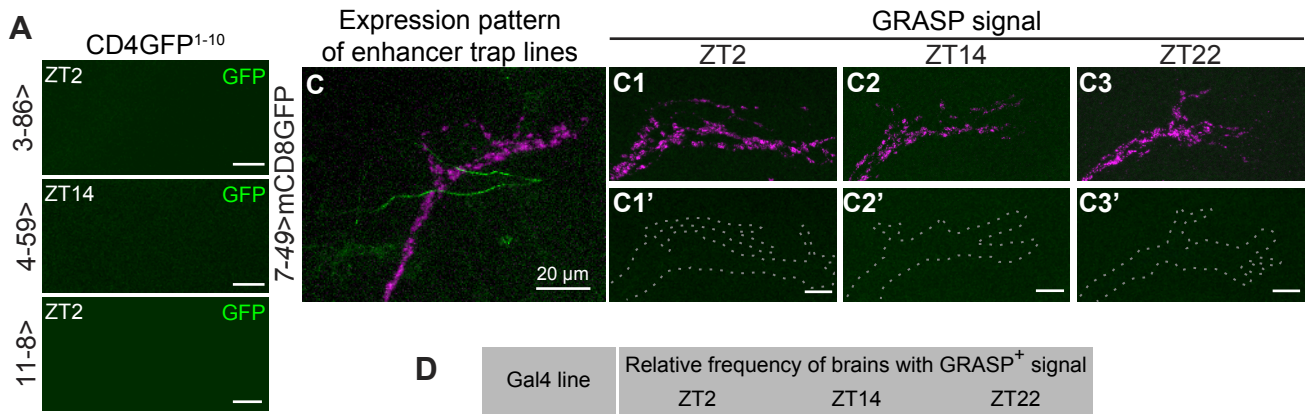 A
CD4GFP1-10
3-86>
ZT2 GFP
4-59>
ZT14 GFP
11-8>
ZT2 GFP
Expression pattern
of enhancer trap lines
7-49>mCD8GFP
C
20 µm
GRASP signal
ZT2 ZT14 ZT22
C1 C2 C3
C1' C2' C3'
D
Gal4 line
Relative frequency of brains with GRASP+ signal
ZT2 ZT14 ZT22